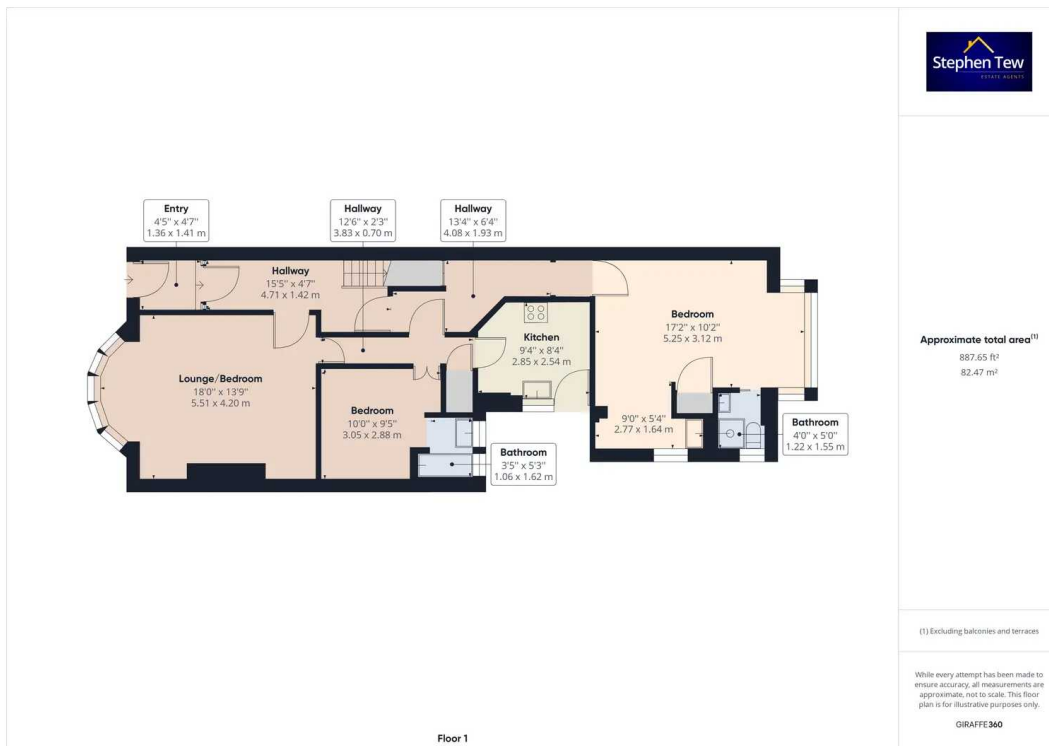 Stephen Tew
ESTATE AGENTS
Entry
4'5" x 4'7"
1.36 x 1.41 m
Hallway
12'6" x 2'3"
3.83 x 0.70 m
Hallway
13'4" x 6'4"
4.08 x 1.93 m
Hallway
15'5" x 4'7"
4.71 x 1.42 m
Bedroom
17'2" x 10'2"
5.25 x 3.12 m
Kitchen
9'4" x 8'4"
2.85 x 2.54 m
Lounge/Bedroom
18'0" x 13'9"
5.51 x 4.20 m
Bedroom
10'0" x 9'5"
3.05 x 2.88 m
9'0" x 5'4"
2.77 x 1.64 m
Bathroom
4'0" x 5'0"
1.22 x 1.55 m
Bathroom
3'5" x 5'3"
1.06 x 1.62 m
Floor 1
Approximate total area(1)
887.65 ft²
82.47 m²
(1) Excluding balconies and terraces
While every attempt has been made to
ensure accuracy, all measurements are
approximate, not to scale. This floor
plan is for illustrative purposes only.
GIRAFFE360